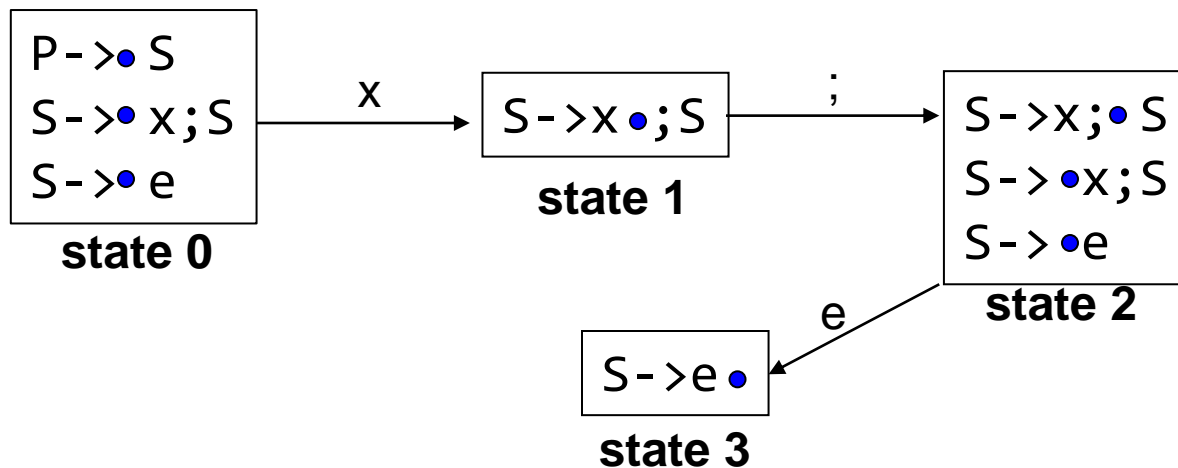 P->• S
S->• x;S
S->• e
state 0
x
S->x •;S
state 1
;
S->x;• S
S-> •x;S
S-> •e
state 2
e
S->e •
state 3